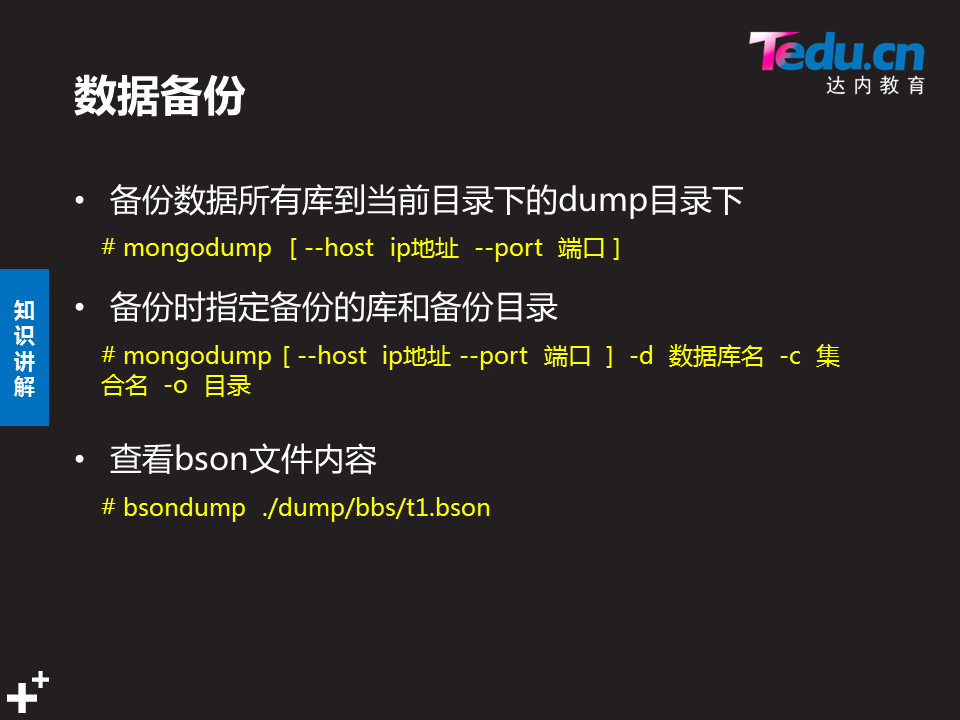 Tedu.cn
达内教育
数据备份
• 备份数据所有库到当前目录下的dump目录下
# mongodump [ --host ip地址 --port 端口 ]
• 备份时指定备份的库和备份目录
# mongodump [ --host ip地址 --port 端口 ] -d 数据库名 -c 集
合名 -o 目录
知识讲解
• 查看bson文件内容
# bsondump ./dump/bbs/t1.bson